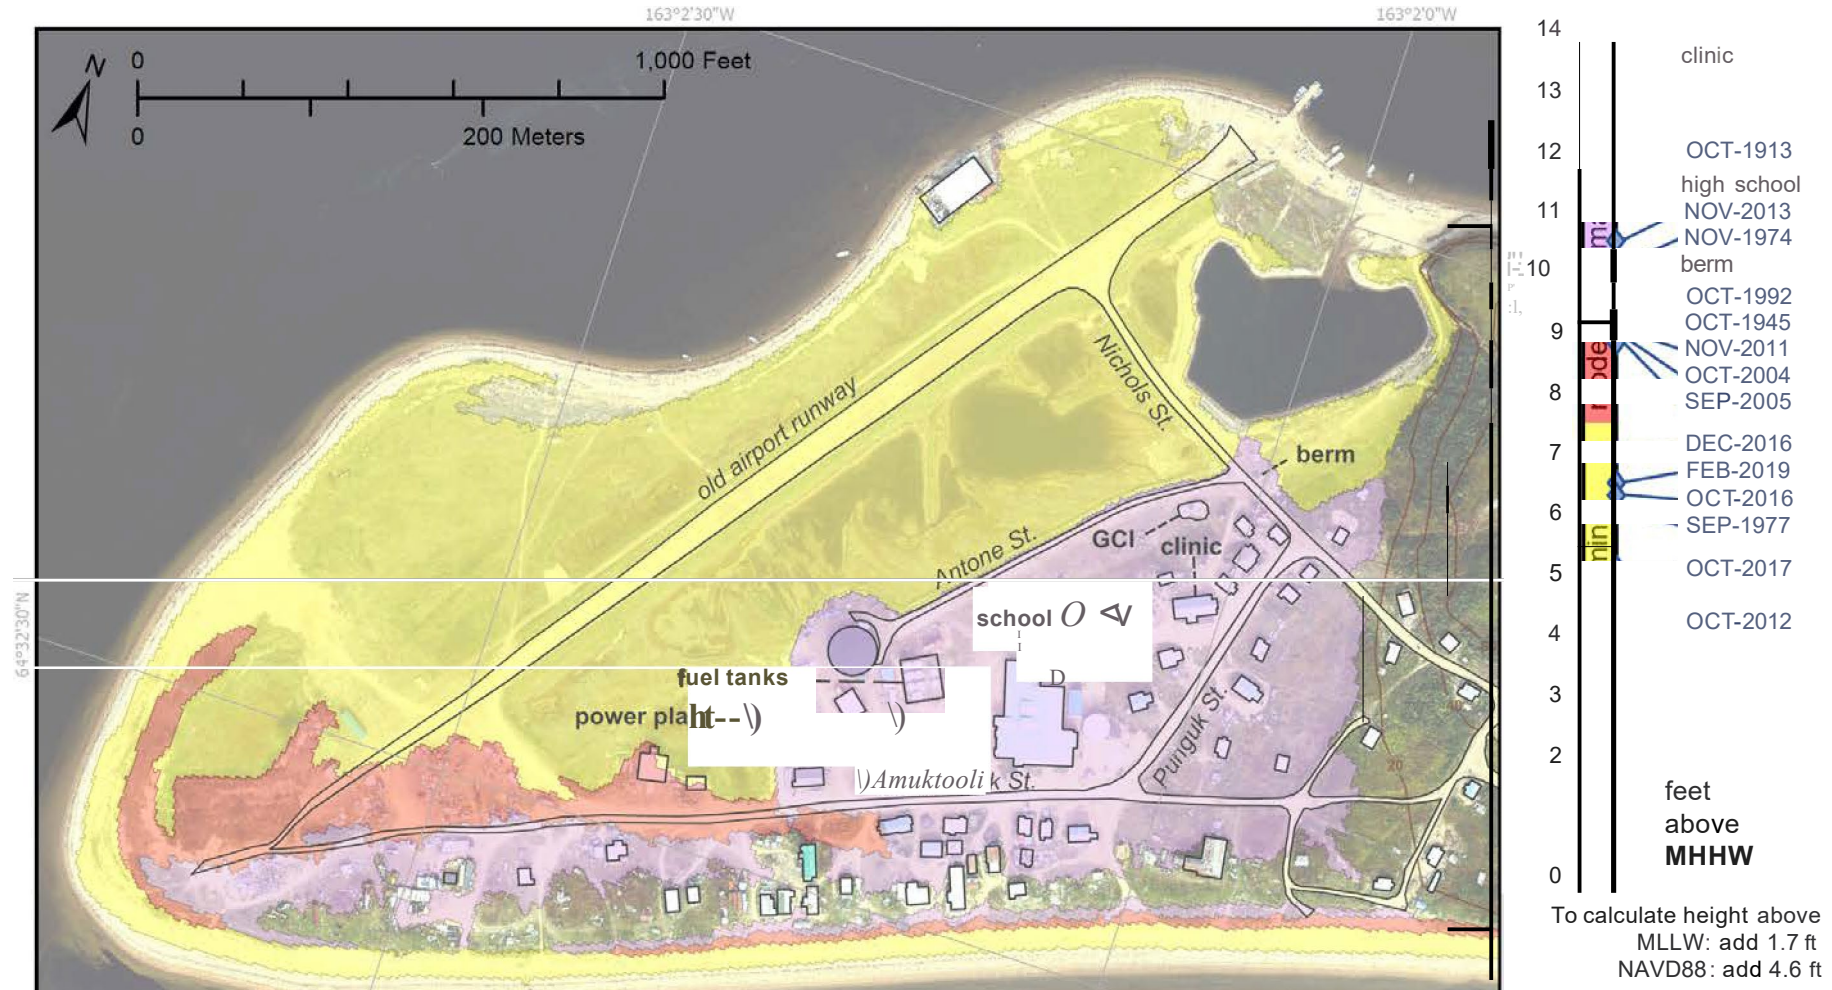 163°2'30"W
163°2'0"W
N
0
1,000 Feet
0
200 Meters
64°32'30"N
old airport runway
Nichols St.
berm
Antone St.
GCI
clinic
school O
D
fuel tanks
power pla
ht--\)
\)
\)Amuktooli k St.
Punguk St.
20
40
14
13
12
11
10
9
8
7
6
5
4
3
2
0
clinic
OCT-1913
high school
NOV-2013
NOV-1974
berm
OCT-1992
OCT-1945
NOV-2011
OCT-2004
SEP-2005
DEC-2016
FEB-2019
OCT-2016
SEP-1977
OCT-2017
OCT-2012
ode
min
feet
above
MHHW
To calculate height above
MLLW: add 1.7 ft
NAVD88: add 4.6 ft